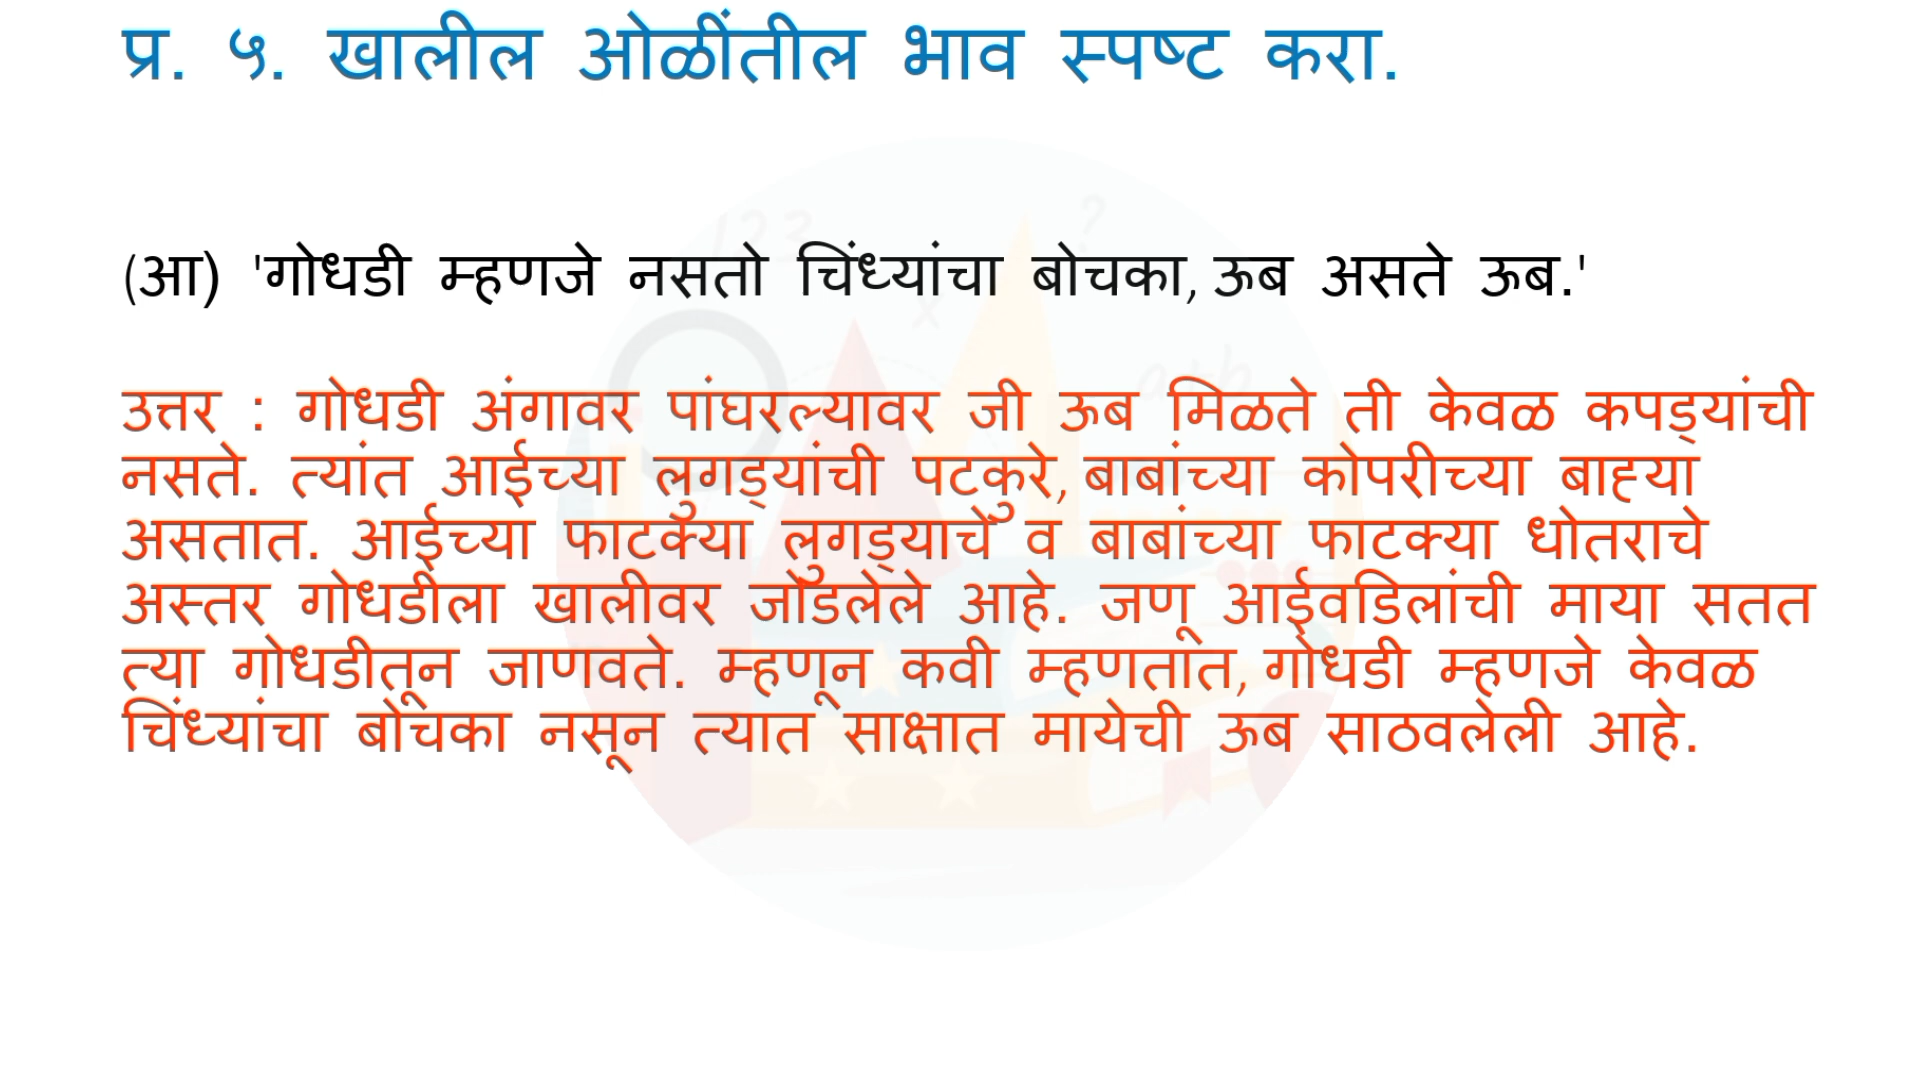 प्र. ५. खालील ओळींतील भाव स्पष्ट करा.
(आ) 'गोधडी म्हणजे नसतो चिंध्यांचा बोचका, ऊब असते ऊब.'
उत्तर : गोधडी अंगावर पांघरल्यावर जी ऊब मिळते ती केवळ कपड्यांची
नसते. त्यांत आईच्या लुगड्यांची पटकुरे, बाबांच्या कोपरीच्या बाह्या
असतात. आईच्या फाटक्या लुगड्याचे व बाबांच्या फाटक्या धोतराचे
अस्तर गोधडीला खालीवर जोडलेले आहे. जणू आईवडिलांची माया सतत
त्या गोधडीतून जाणवते. म्हणून कवी म्हणतात, गोधडी म्हणजे केवळ
चिंध्यांचा बोचका नसून त्यात साक्षात मायेची ऊब साठवलेली आहे.
123
?
x
a+b